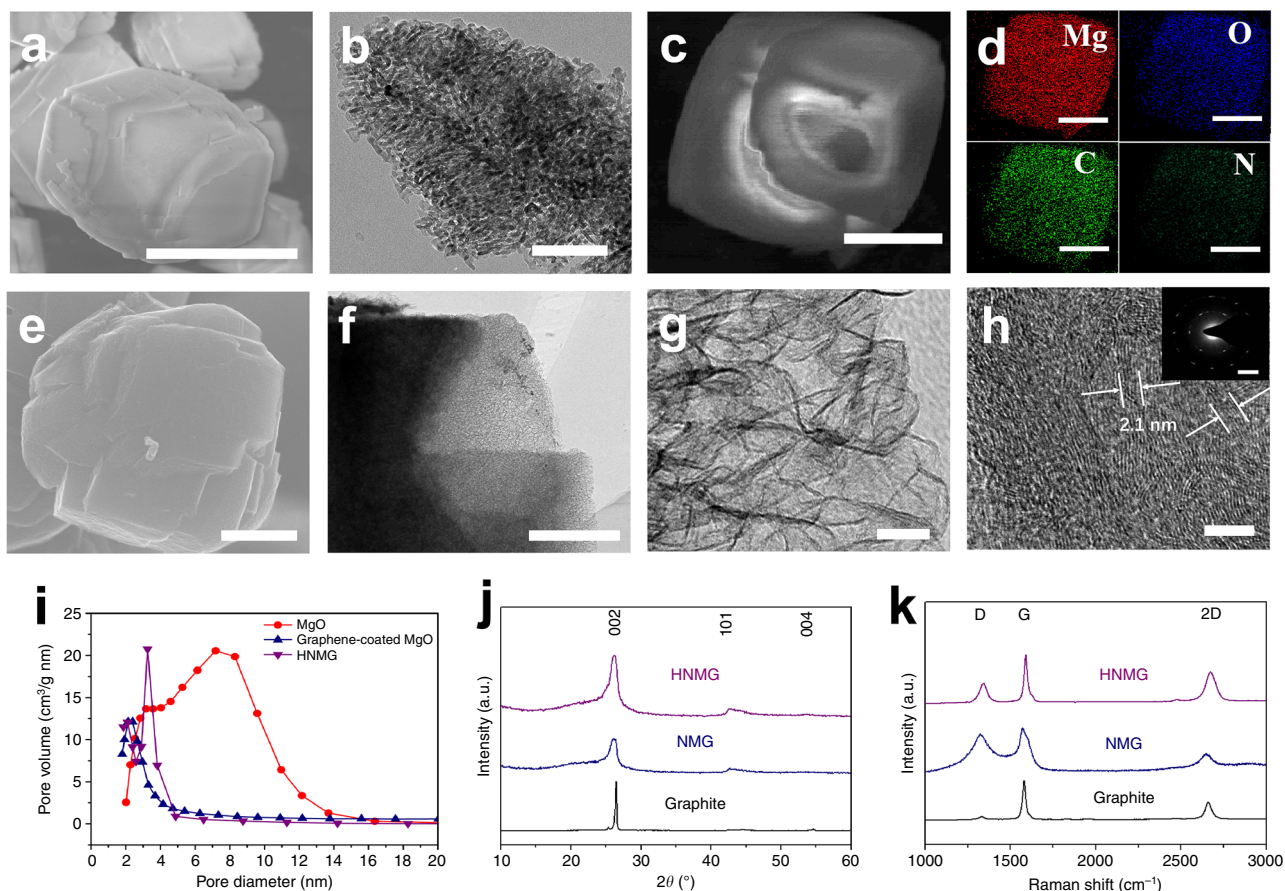 a
b
c
d
Mg
O
C
N
e
f
g
h
2.1 nm
i
25
20
15
10
5
0
Pore volume (cm³/g nm)
MgO
Graphene-coated MgO
HNMG
0 2 4 6 8 10 12 14 16 18 20
Pore diameter (nm)
j
002
101
004
Intensity (a.u.)
HNMG
NMG
Graphite
10 20 30 40 50 60
2θ (°)
k
D
G
2D
Intensity (a.u.)
HNMG
NMG
Graphite
1000 1500 2000 2500 3000
Raman shift (cm⁻¹)